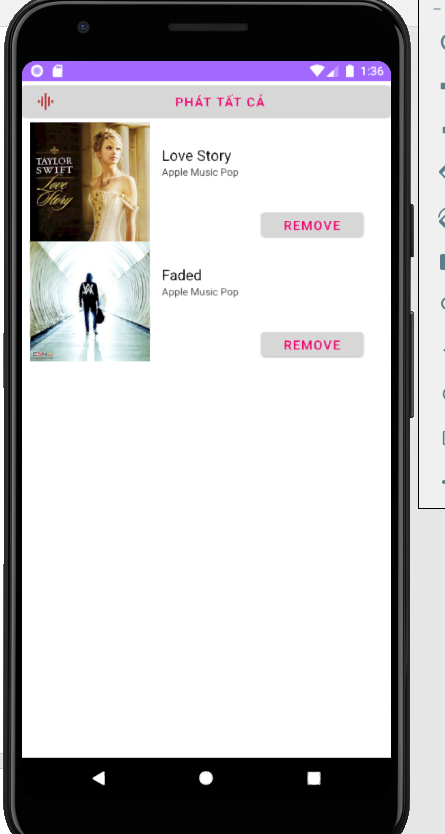 1:36
PHÁT TẤT CẢ
TAYLOR
SWIFT
Love
Story
Love Story
Apple Music Pop
REMOVE
Faded
Apple Music Pop
REMOVE